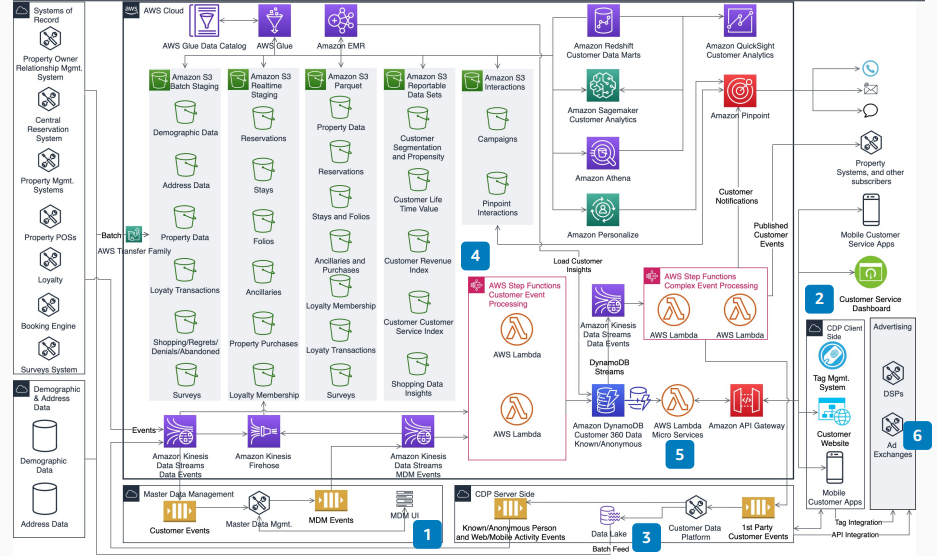 Systems of
Record
Property Owner
Relationship Mgmt.
System
Central
Reservation
System
Property Mgmt.
Systems
Property POSs
Loyalty
Booking Engine
Surveys System
Demographic
& Address
Data
Demographic
Data
Address Data
Batch
AWS Transfer Family
Events
aws
AWS Cloud
AWS Glue Data Catalog
AWS Glue
Amazon EMR
Amazon S3
Batch Staging
Demographic Data
Address Data
Property Data
Loyaty Transactions
Shopping/Regrets/
Denials/Abandoned
Surveys
Amazon S3
Realtime
Staging
Reservations
Stays
Folios
Ancillaries
Property Purchases
Loyalty Membership
Amazon S3
Parquet
Property Data
Reservations
Stays and Folios
Ancillaries and
Purchases
Loyalty Membership
Loyaty Transactions
Surveys
Amazon S3
Reportable
Data Sets
Customer
Segmentation
and Propensity
Customer Life
Time Value
Customer Revenue
Index
Customer Customer
Service Index
Shopping Data
Insights
Amazon S3
Interactions
Campaigns
Pinpoint
Interactions
4
Amazon Redshift
Customer Data Marts
Amazon Sagemaker
Customer Analytics
Amazon Athena
Amazon Personalize
Amazon QuickSight
Customer Analytics
Amazon Pinpoint
Customer
Notifications
Published
Customer
Events
Load Customer
Insights
AWS Step Functions
Customer Event
Processing
AWS Lambda
AWS Lambda
Amazon Kinesis
Data Streams
Data Events
DynamoDB
Streams
AWS Step Functions
Complex Event Processing
AWS Lambda
AWS Lambda
Amazon DynamoDB
Customer 360 Data
Known/Anonymous
AWS Lambda
Micro Services
5
Amazon API Gateway
Amazon Kinesis
Data Streams
Data Events
Amazon Kinesis
Firehose
Amazon Kinesis
Data Streams
MDM Events
Property
Systems, and other
subscribers
Mobile Customer
Service Apps
2
Customer Service
Dashboard
CDP Client
Side
Tag Mgmt.
System
Customer
Website
Mobile
Customer Apps
Advertising
DSPs
Ad
Exchanges
6
Tag Integration
API Integration
Master Data Management
Customer Events
Master Data Mgmt.
MDM Events
MDM UI
1
CDP Server Side
Known/Anonymous Person
and Web/Mobile Activity Events
Data Lake
Batch Feed
3
Customer Data
Platform
1st Party
Customer Events